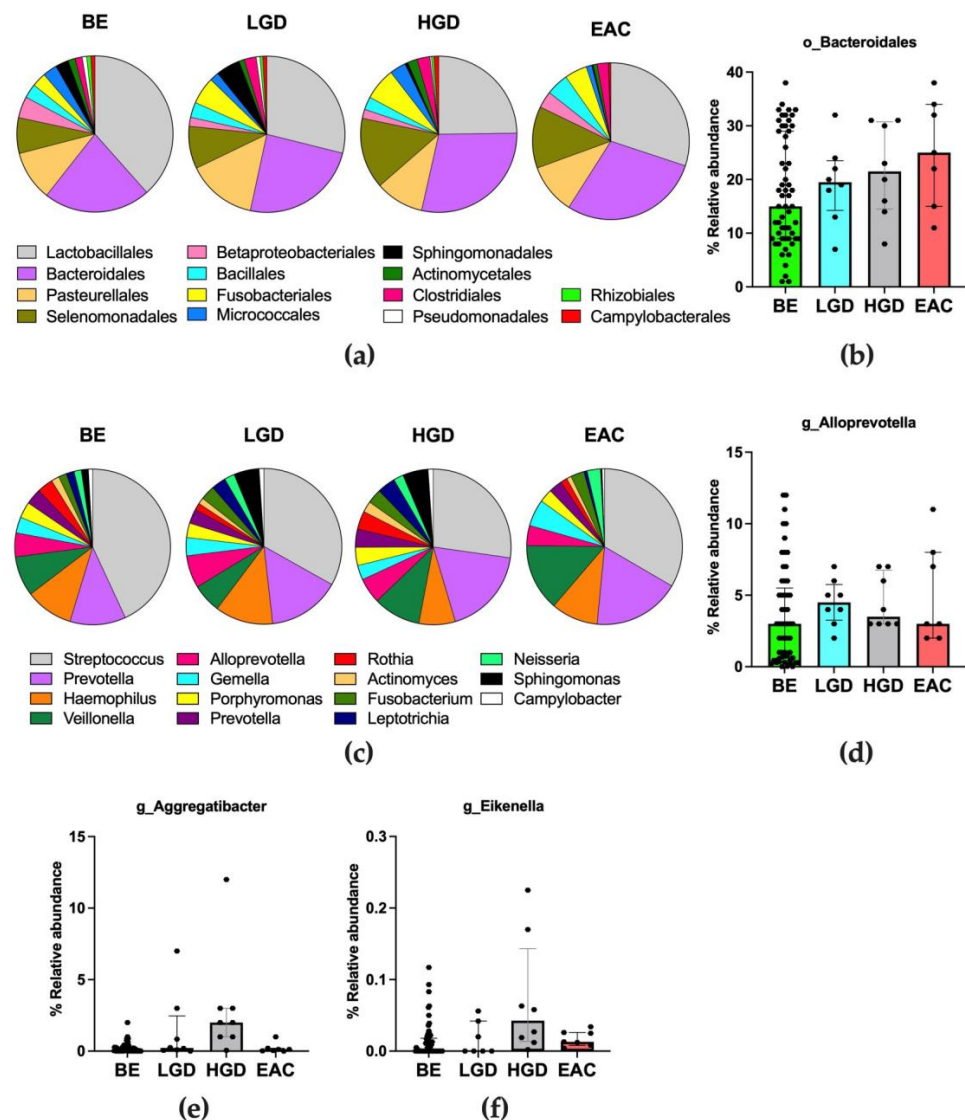 BE LGD HGD EAC
Lactobacillales Betaproteobacteriales Sphingomonadales
Bacteroidales Bacillales Actinomycetales
Pasteurellales Fusobacteriales Clostridiales Rhizobiales
Selenomonadales Micrococcales Pseudomonadales Campylobacterales
(a)
o_Bacteroidales
% Relative abundance
40
30
20
10
0
BE LGD HGD EAC
(b)
BE LGD HGD EAC
Streptococcus Alloprevotella Rothia Neisseria
Prevotella Gemella Actinomyces Sphingomonas
Haemophilus Porphyromonas Fusobacterium Campylobacter
Veillonella Prevotella Leptotrichia
(c)
g_Alloprevotella
% Relative abundance
15
10
5
0
BE LGD HGD EAC
(d)
g_Aggregatibacter
% Relative abundance
15
10
5
0
BE LGD HGD EAC
(e)
g_Eikenella
% Relative abundance
0.3
0.2
0.1
0.0
BE LGD HGD EAC
(f)